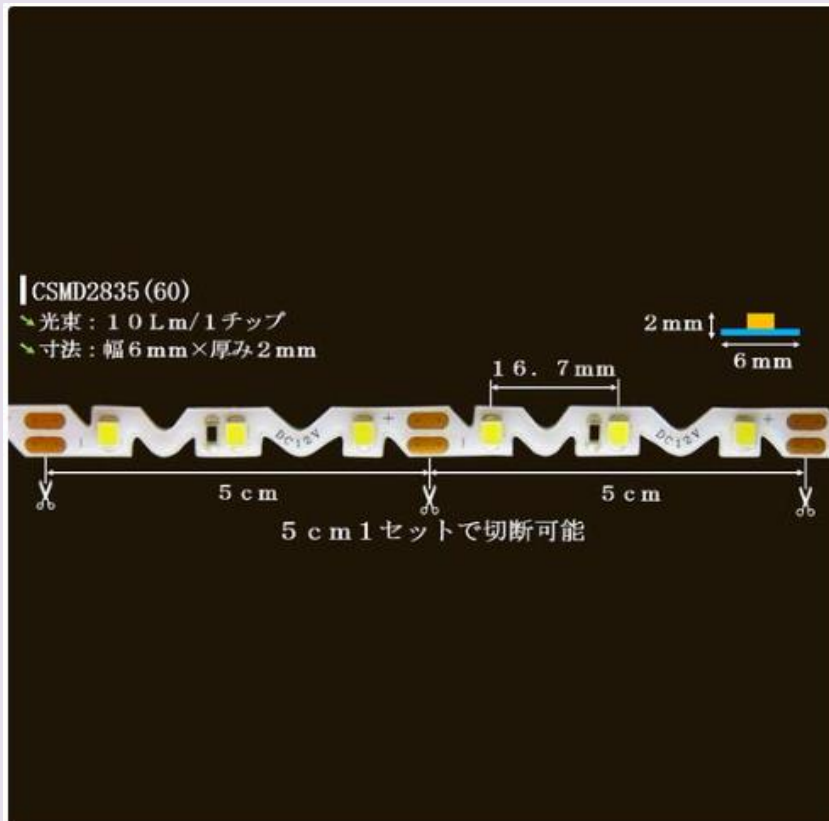 CSMD2835(60)
光束：１０Lm/1チップ
寸法：幅６mm×厚み２mm
2mm
6mm
１６．７mm
+
+
-
DC12V
-
DC12V
5cm
5cm
５ｃｍ１セットで切断可能